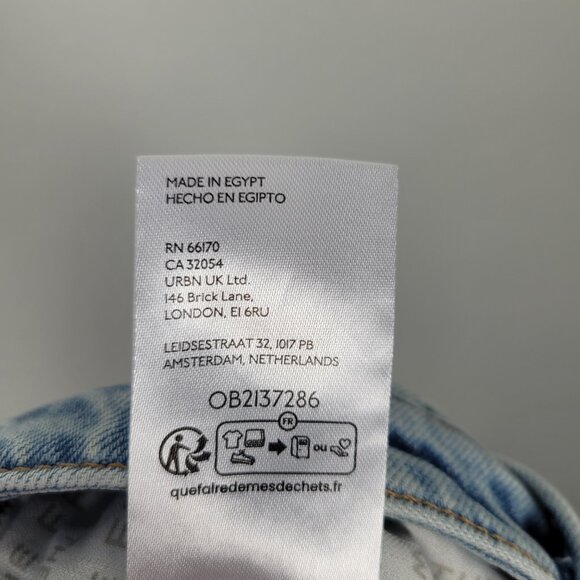 MADE IN EGYPT
HECHO EN EGIPTO
RN 66170
CA 32054
URBN UK Ltd.
146 Brick Lane,
LONDON, E1 6RU
LEIDSESTRAAT 32, 1017 PB
AMSTERDAM, NETHERLANDS
OB2137286
FR
ou
quefairedemesdechets.fr